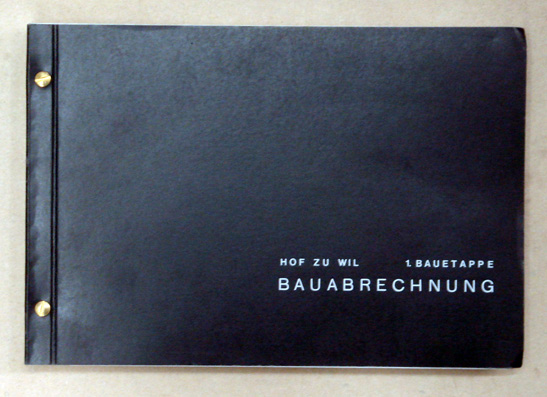 HOF ZU WIL 1. BAUETAPPE
BAUABRECHNUNG